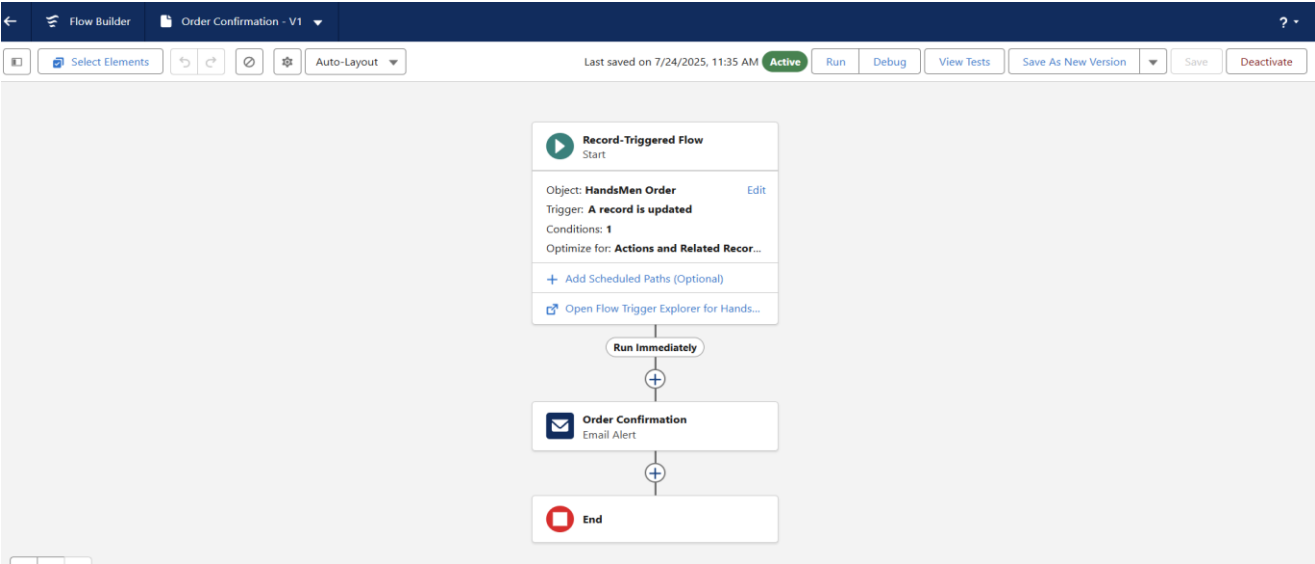 Flow Builder Order Confirmation - V1 ?
Select Elements Auto-Layout Last saved on 7/24/2025, 11:35 AM Active Run Debug View Tests Save As New Version Save Deactivate
Record-Triggered Flow
Start
Object: HandsMen Order Edit
Trigger: A record is updated
Conditions: 1
Optimize for: Actions and Related Recor...
+ Add Scheduled Paths (Optional)
Open Flow Trigger Explorer for Hands...
Run Immediately
Order Confirmation
Email Alert
End